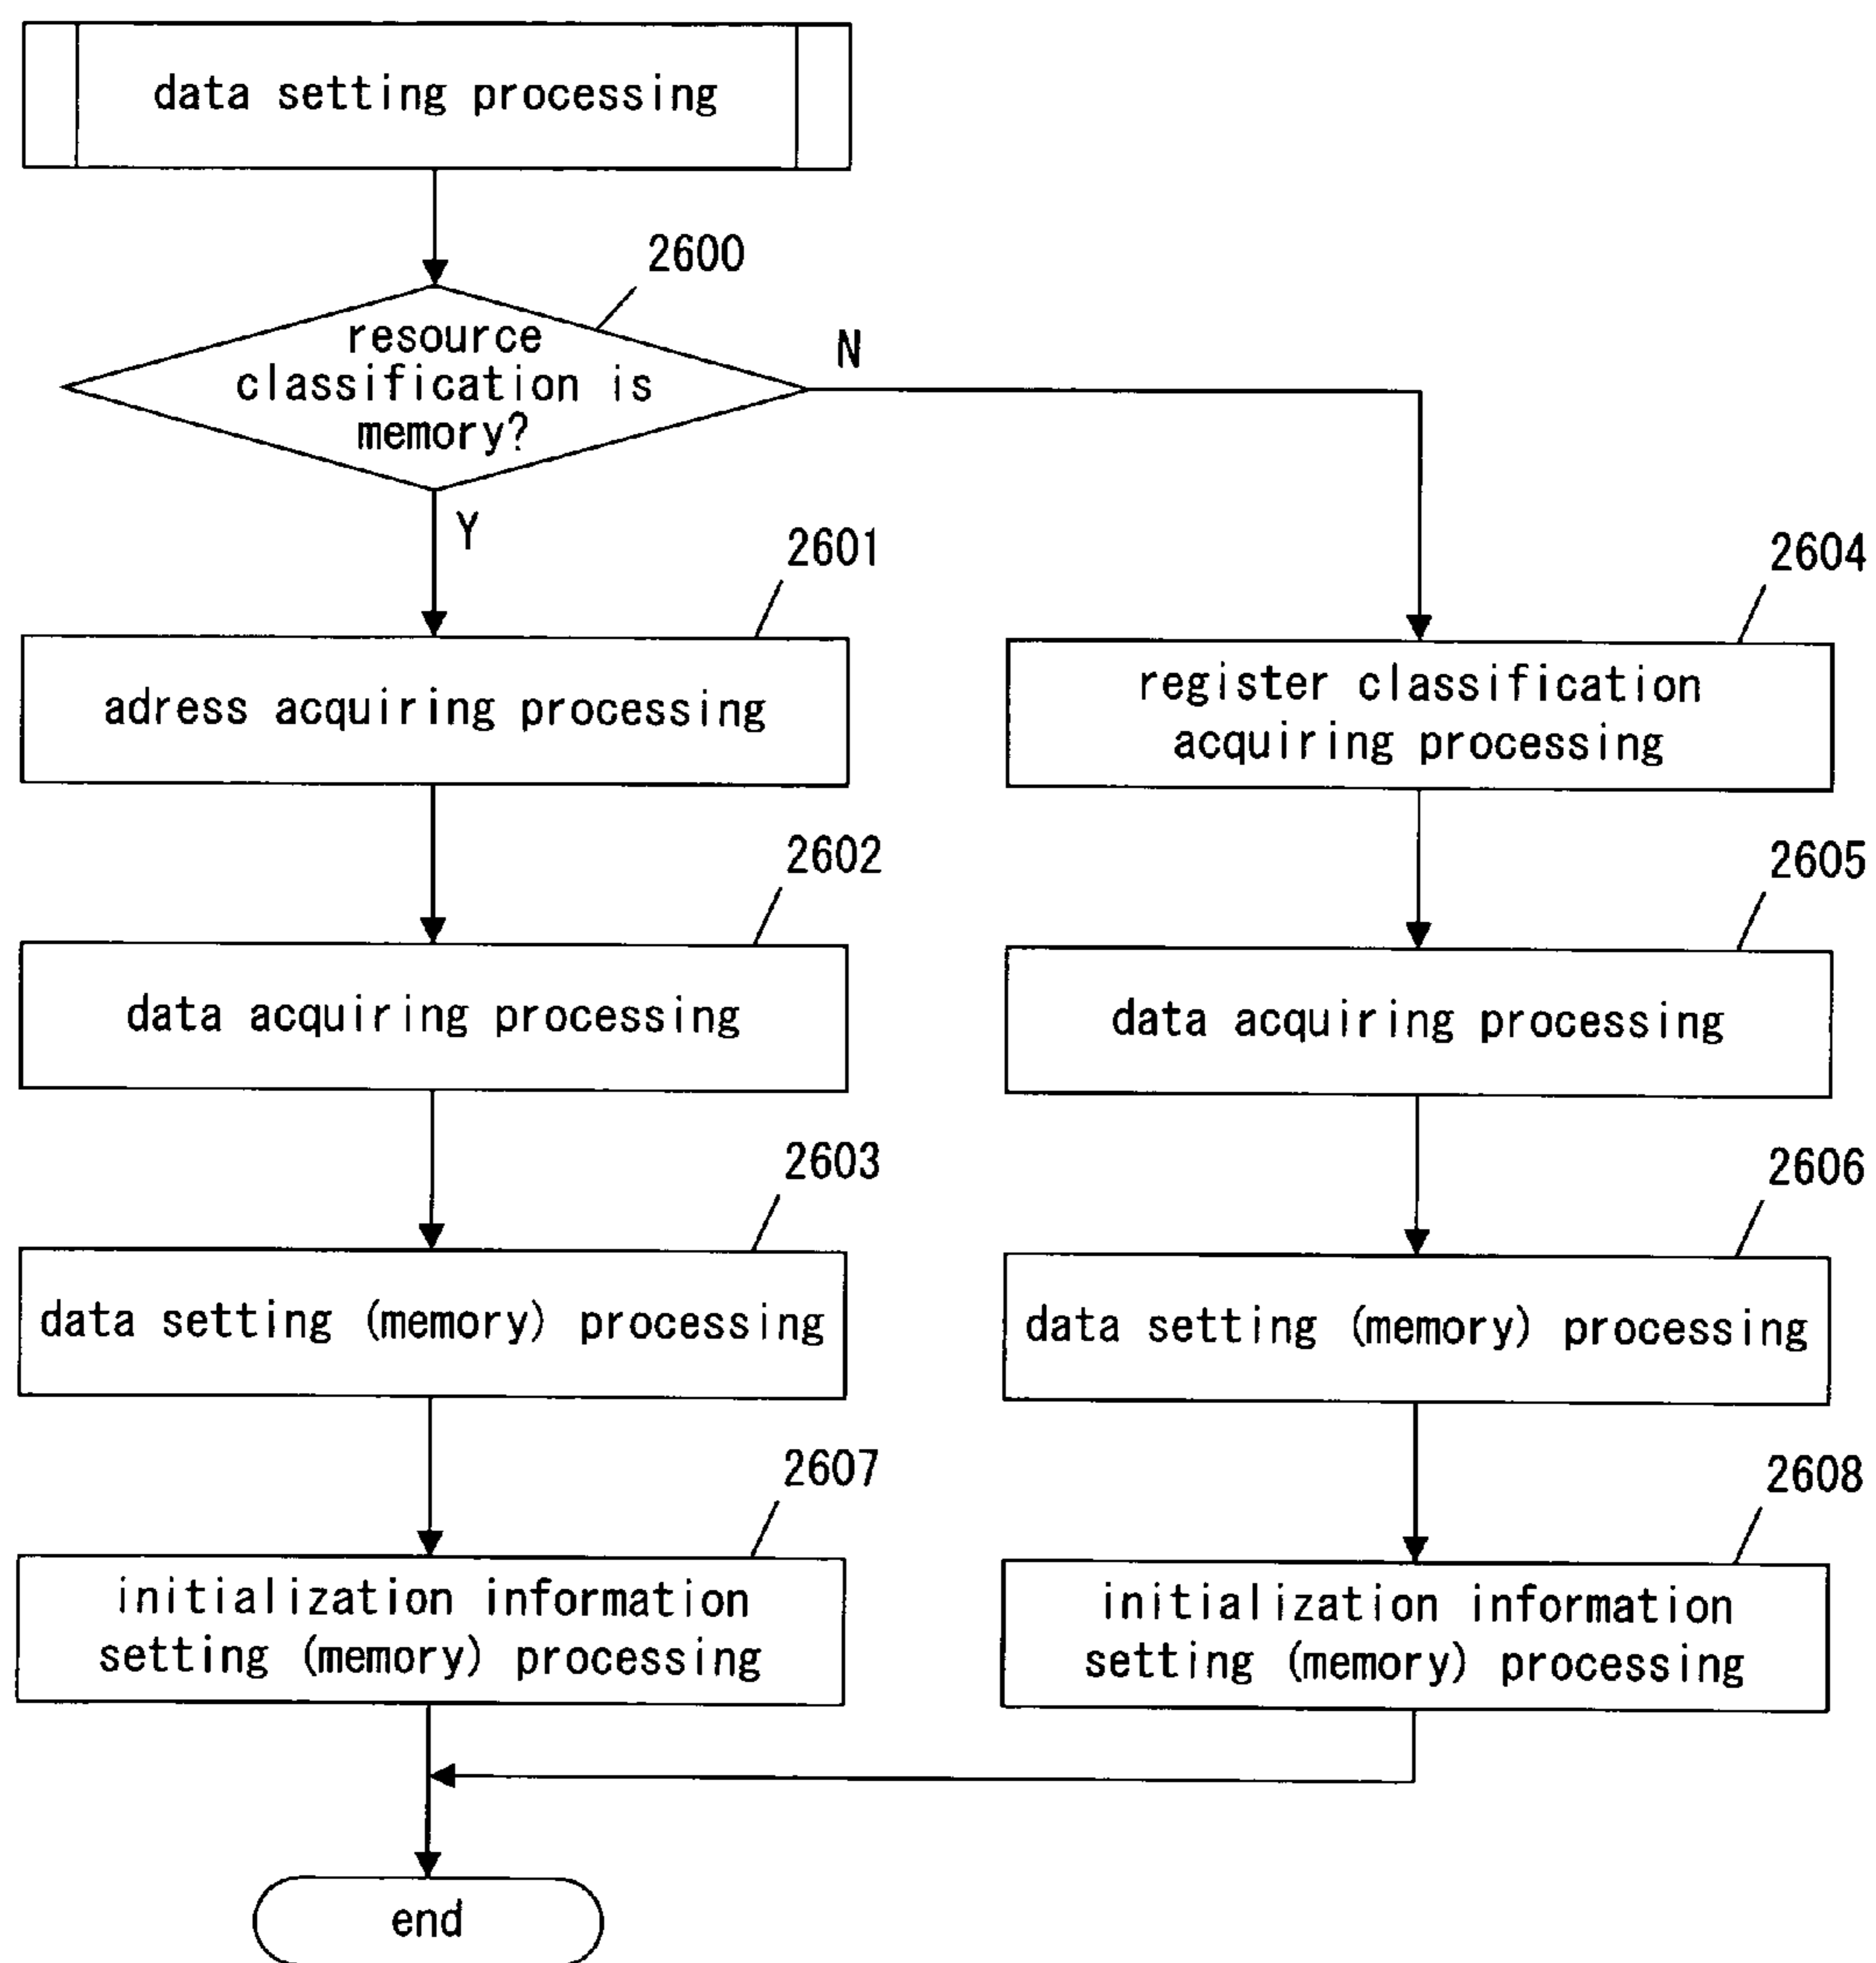 data setting processing
2600
resource
classification is
memory?
N
Y
2601
adress acquiring processing
2602
data acquiring processing
2603
data setting (memory) processing
2607
initialization information
setting (memory) processing
2604
register classification
acquiring processing
2605
data acquiring processing
2606
data setting (memory) processing
2608
initialization information
setting (memory) processing
end